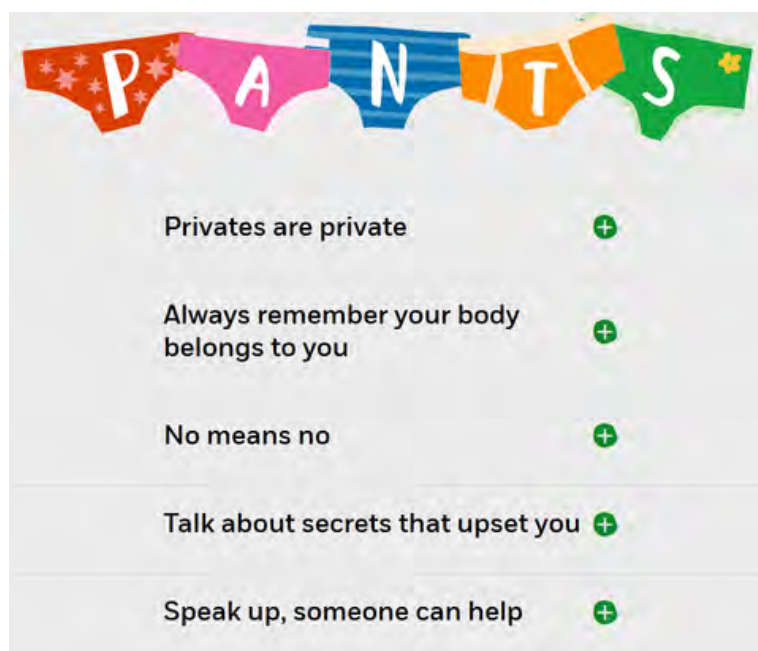 PANTS
Privates are private
Always remember your body
belongs to you
No means no
Talk about secrets that upset you
Speak up, someone can help